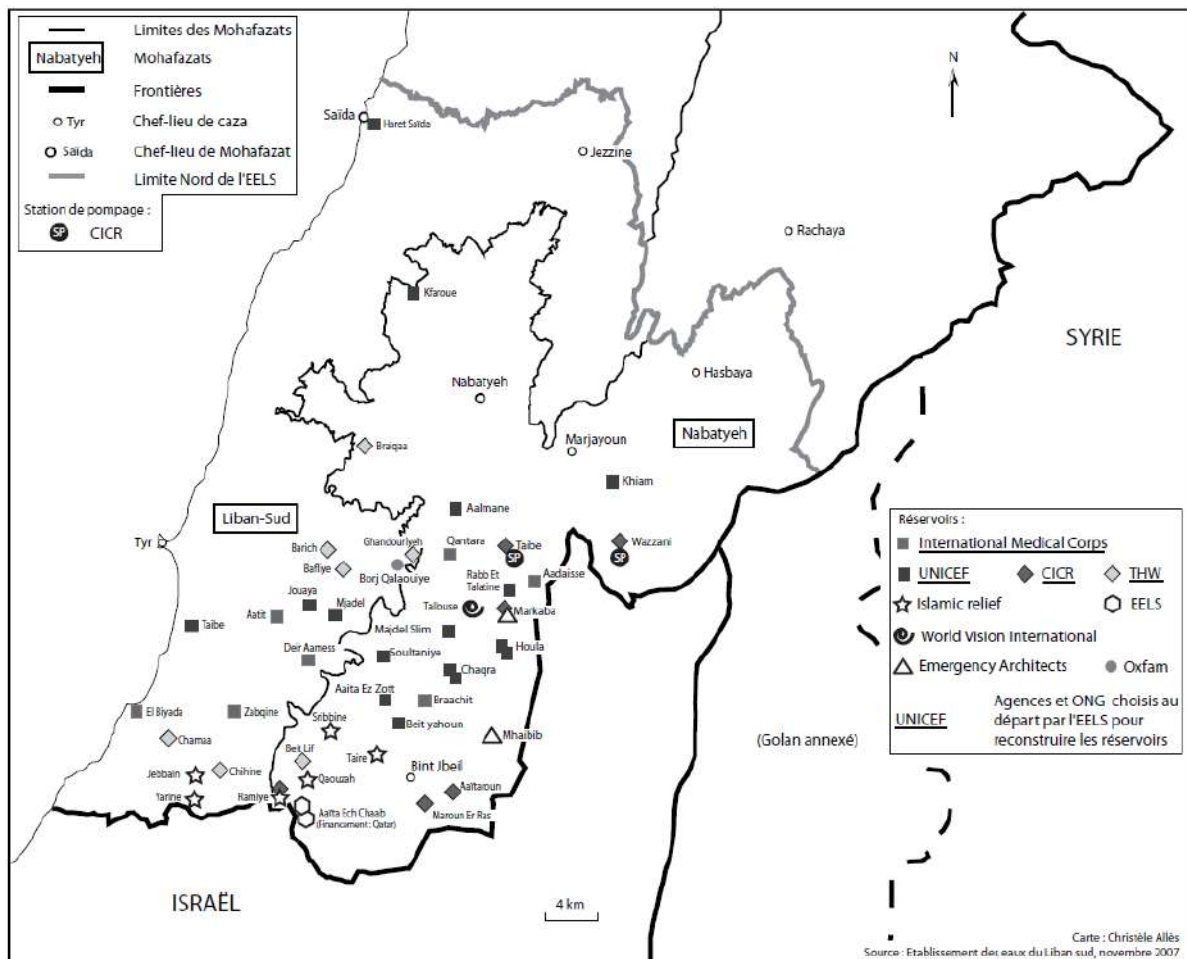 Limites des Mohafazats
Nabatyeh Mohafazats
Frontières
Tyr Chef-lieu de caza
Saïda Chef-lieu de Mohafazat
Limite Nord de l'EELS
Station de pompage :
SP CICR
N
Saïda
Haret Saïda
Jezzine
Rachaya
Kfaroue
SYRIE
Hasbaya
Nabatyeh
Nabatyeh
Marjayoun
Braiqaa
Khiam
Aalmane
Liban-Sud
Tyr
Ghandouriyeh
Barich
Qantara
Taibe
SP
Wazzani
SP
Bafliye
Borj Qalaouiye
Rabb Et
Talatine
Aadaisse
Jouaya
Mjadel
Talouse
Markaba
Taibe
Aatit
Majdel Slim
Houla
Deir Aamess
Soultaniye
Chaqra
Aaita Ez Zott
Braachit
El Biyada
Zabqine
Sribbine
Beit yahoun
Mhaibib
Chamaa
Beit Lif
Taire
Jebbain
Chihine
Qaouzah
Bint Jbeil
Aaïtaroun
Yarine
Ramiye
Aaïta Ech Chaab
(Financement : Qatar)
Maroun Er Ras
(Golan annexé)
ISRAËL
4 km
Réservoirs :
International Medical Corps
UNICEF CICR THW
Islamic relief EELS
World Vision International
Emergency Architects Oxfam
UNICEF
Agences et ONG choisis au
départ par l'EELS pour
reconstruire les réservoirs
Carte : Christèle Allès
Source : Etablissement des eaux du Liban sud, novembre 2007